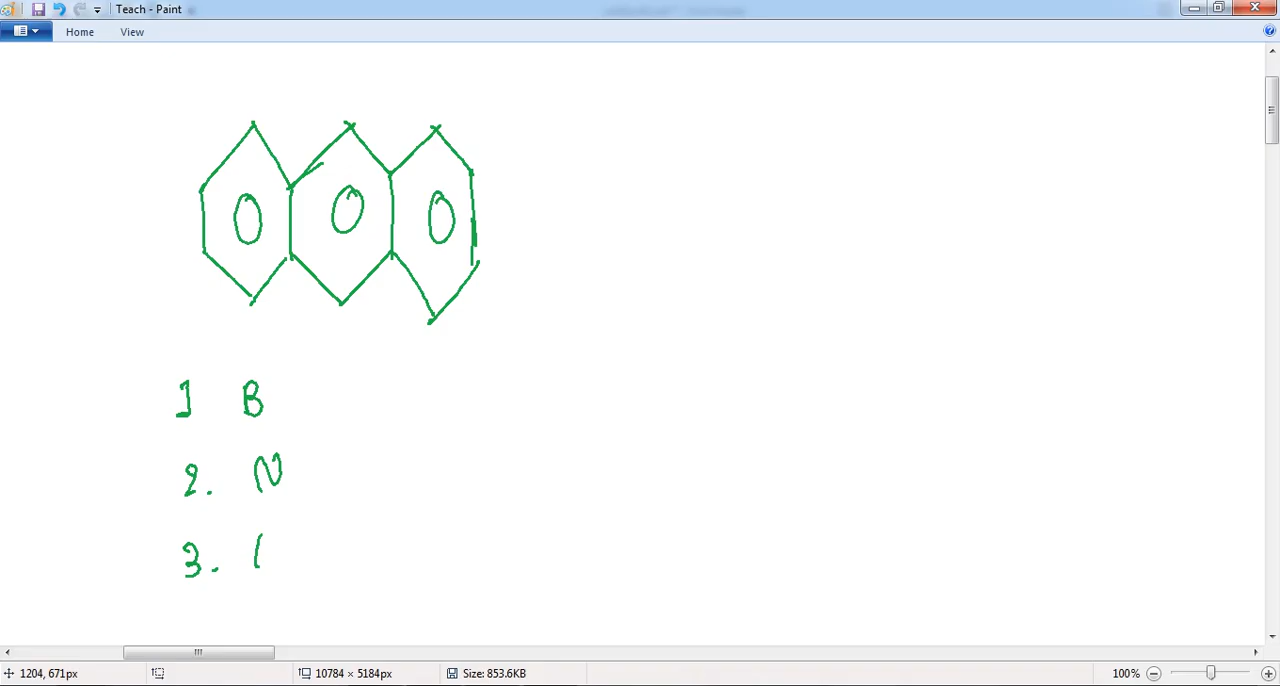 Teach - Paint
Home View
1 B
2. N
3. (
1204, 671px 10784 × 5184px Size: 853.6KB 100%